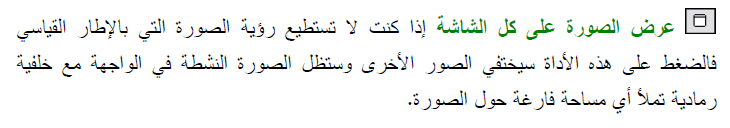 عرض الصورة على كل الشاشة إذا كنت لا تستطيع رؤية الصورة التي بالإطار القياسي
فالضغط على هذه الأداة سيختفي الصور الأخرى وستظل الصورة النشطة في الواجهة مع خلفية
رمادية تملأ أي مساحة فارغة حول الصورة.